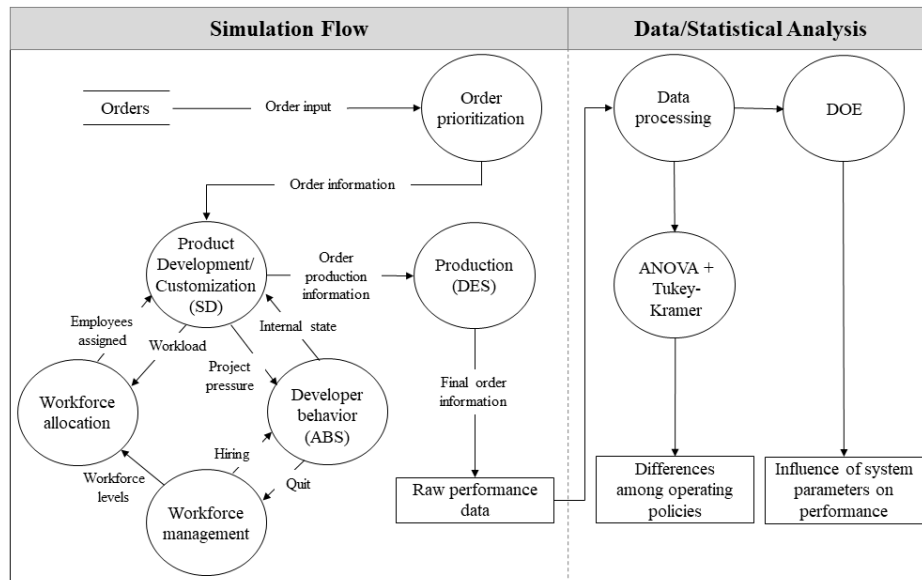 Simulation Flow
Data/Statistical Analysis
Orders
Order input
Order
prioritization
Data
processing
DOE
Order information
Product
Development/
Customization
(SD)
Order
production
information
Production
(DES)
ANOVA +
Tukey-
Kramer
Employees
assigned
Workload
Internal state
Project
pressure
Workforce
allocation
Developer
behavior
(ABS)
Final order
information
Hiring
Quit
Workforce
levels
Workforce
management
Raw performance
data
Differences
among operating
policies
Influence of system
parameters on
performance